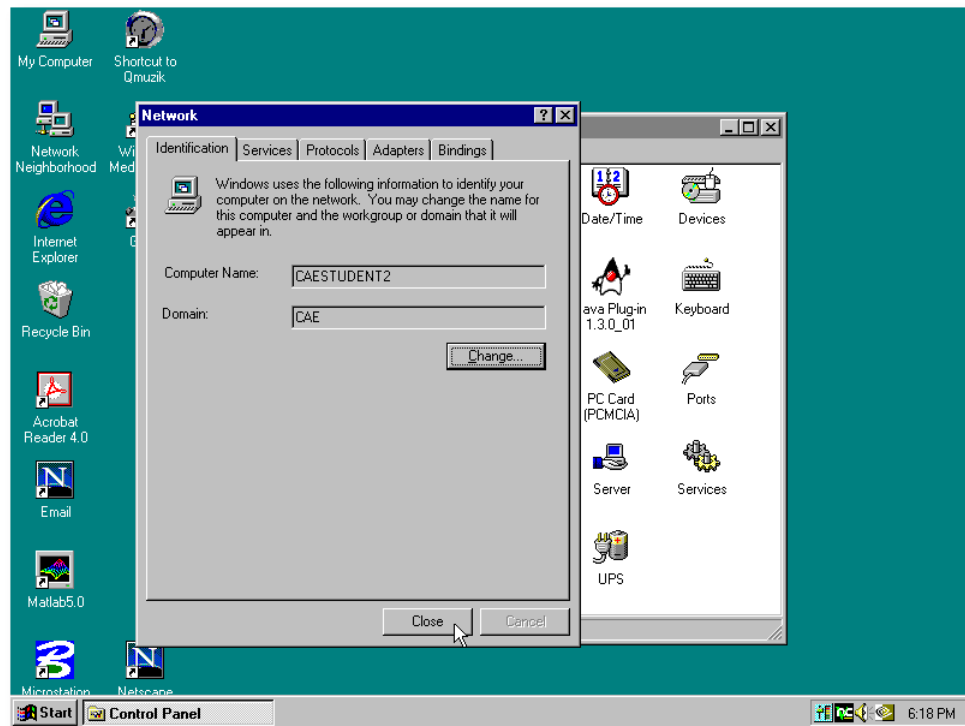 My Computer
Shortcut to
Qmuzik
Network
Neighborhood
Wi
Med
Internet
Explorer
G
Recycle Bin
Acrobat
Reader 4.0
N
Email
Matlab5.0
Microstation
N
Netscape
Network
Identification Services Protocols Adapters Bindings
Windows uses the following information to identify your
computer on the network. You may change the name for
this computer and the workgroup or domain that it will
appear in.
Computer Name: CAESTUDENT2
Domain: CAE
Change...
Close Cancel
Date/Time
Devices
ava Plug-in
1.3.0_01
Keyboard
PC Card
(PCMCIA)
Ports
Server
Services
UPS
Start Control Panel 6:18 PM